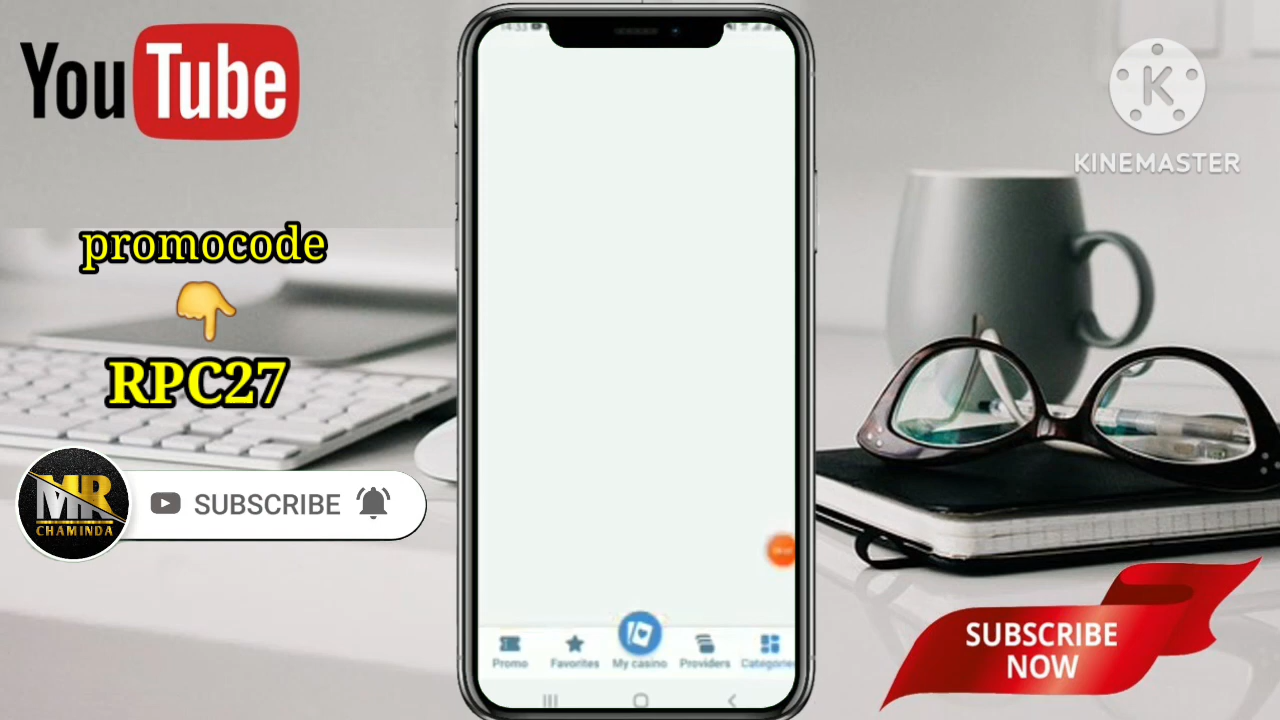 YouTube
KINEMASTER
promocode
RPC27
MR
CHAMINDA
SUBSCRIBE
Promo
Favorites
My casino
Providers
Categories
SUBSCRIBE
NOW